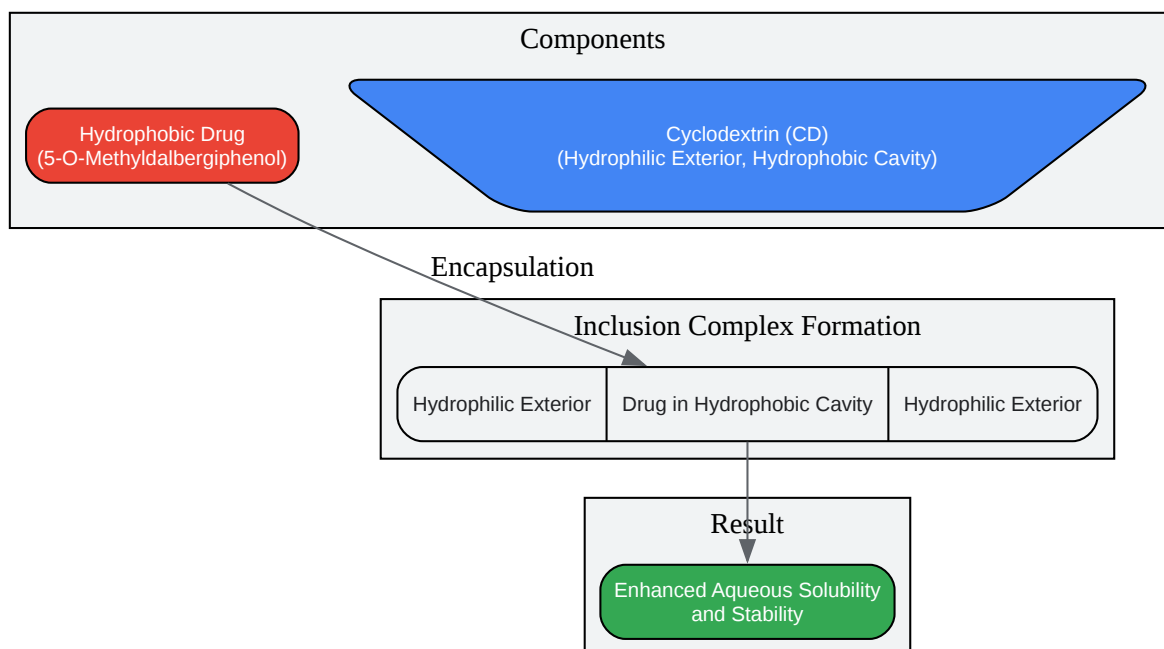 Components
Hydrophobic Drug
(5-O-Methyldalbergiphenol)
Cyclodextrin (CD)
(Hydrophilic Exterior, Hydrophobic Cavity)
Encapsulation
Inclusion Complex Formation
Hydrophilic Exterior
Drug in Hydrophobic Cavity
Hydrophilic Exterior
Result
Enhanced Aqueous Solubility
and Stability